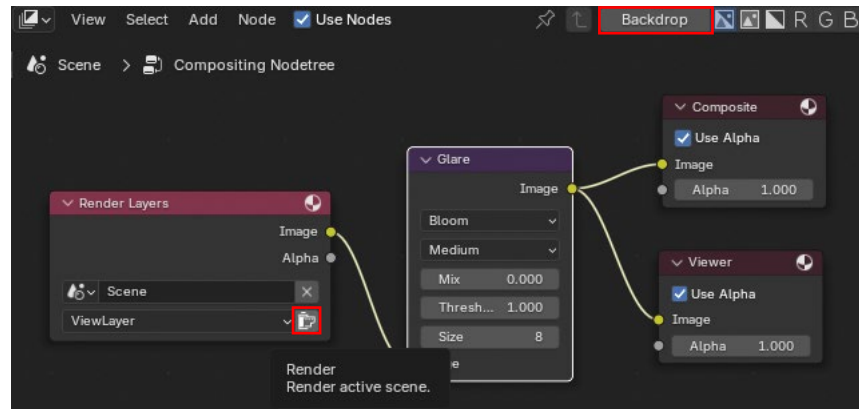 View Select Add Node Use Nodes Backdrop R G B
Scene > Compositing Nodetree
Composite
Use Alpha
Image
Alpha 1.000
Glare
Image
Bloom
Medium
Mix 0.000
Thresh... 1.000
Size 8
Render Layers
Image
Alpha
Scene
ViewLayer
Viewer
Use Alpha
Image
Alpha 1.000
Render
Render active scene.